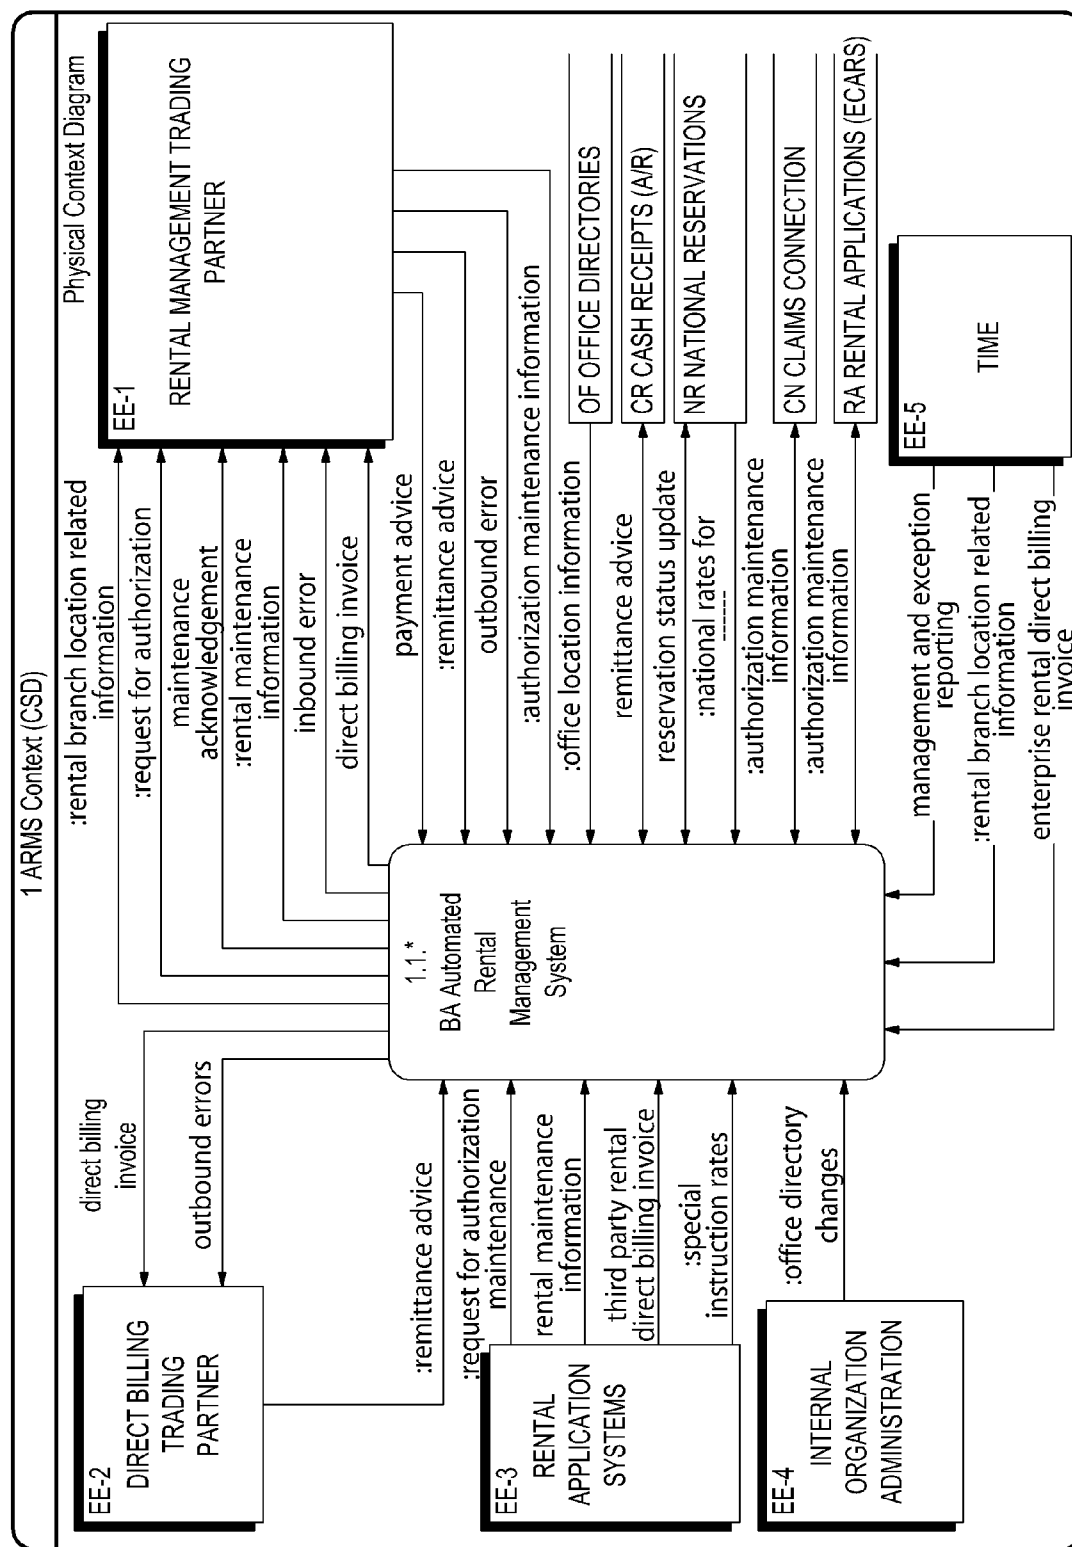 1 ARMS Context (CSD)
Physical Context Diagram
EE-2
DIRECT BILLING
TRADING
PARTNER
direct billing
invoice
outbound errors
:remittance advice
:rental branch location related
information
:request for authorization
maintenance
acknowledgement
:rental maintenance
information
inbound error
direct billing invoice
EE-1
RENTAL MANAGEMENT TRADING
PARTNER
payment advice
:remittance advice
outbound error
:authorization maintenance information
1.1.*
BA Automated
Rental
Management
System
EE-3
RENTAL
APPLICATION
SYSTEMS
:request for authorization
maintenance
rental maintenance
information
third party rental
direct billing invoice
:special
instruction rates
:office location information
OF OFFICE DIRECTORIES
remittance advice
CR CASH RECEIPTS (A/R)
reservation status update
NR NATIONAL RESERVATIONS
:national rates for
------
:authorization maintenance
information
CN CLAIMS CONNECTION
:authorization maintenance
information
RA RENTAL APPLICATIONS (ECARS)
EE-4
INTERNAL
ORGANIZATION
ADMINISTRATION
:office directory
changes
EE-5
TIME
management and exception
reporting
:rental branch location related
information
enterprise rental direct billing
invoice